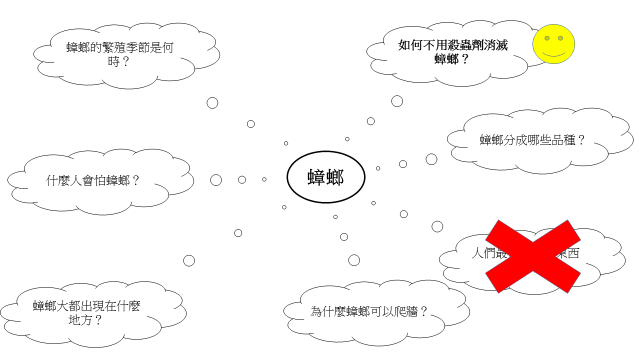 蟑螂的繁殖季節是何
時？
如何不用殺蟲劑消滅
蟑螂？
蟑螂分成哪些品種？
什麼人會怕蟑螂？
蟑螂
人們最
東西
蟑螂大都出現在什麼
地方？
為什麼蟑螂可以爬牆？